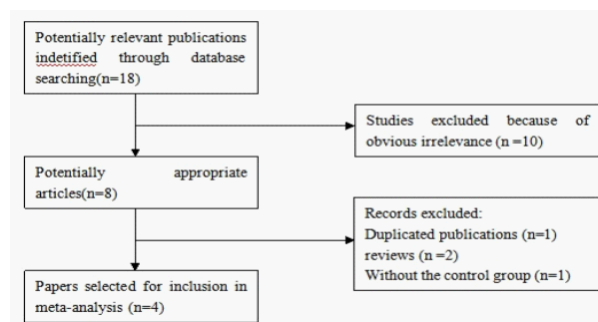 Potentially relevant publications
indetified through database
searching(n=18)
Studies excluded because of
obvious irrelevance (n =10)
Potentially appropriate
articles(n=8)
Records excluded:
Duplicated publications (n=1)
reviews (n =2)
Without the control group (n=1)
Papers selected for inclusion in
meta-analysis (n=4)